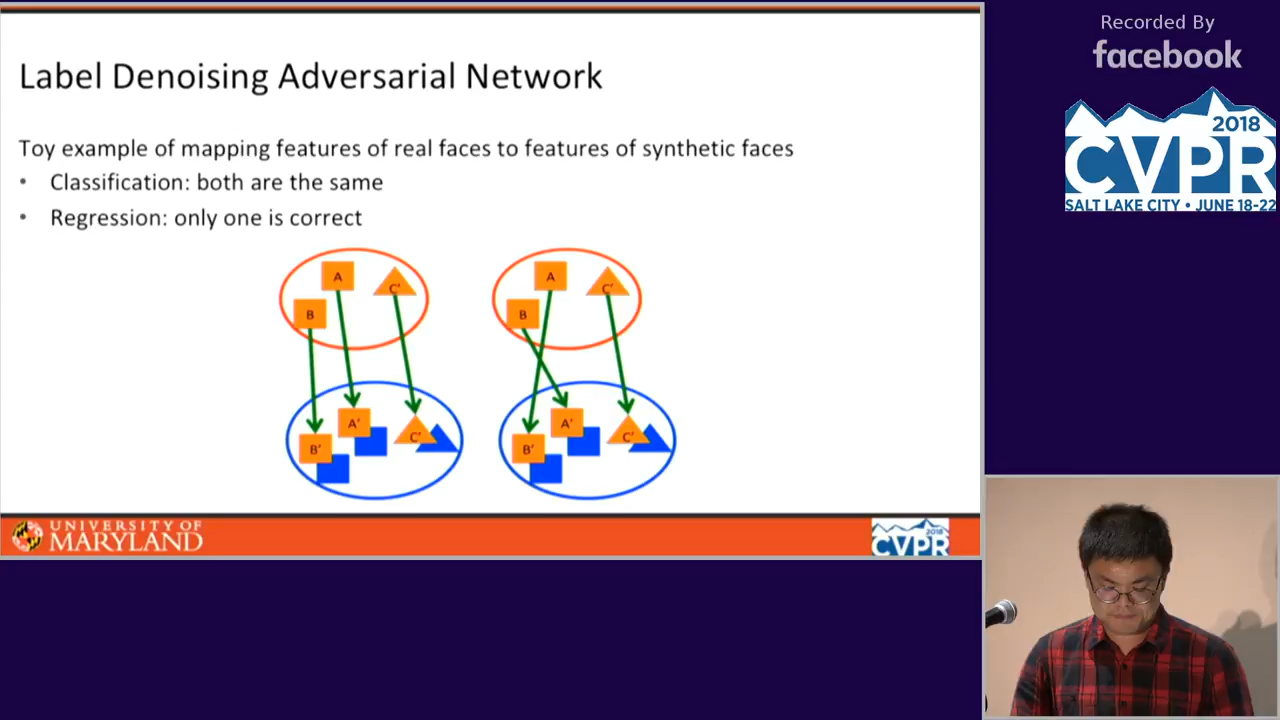 Label Denoising Adversarial Network
Toy example of mapping features of real faces to features of synthetic faces
• Classification: both are the same
• Regression: only one is correct
A
C'
B
A'
B'
C'
A
C'
B
A'
B'
C'
UNIVERSITY OF
MARYLAND
2018
CVPR
Recorded By
facebook
2018
CVPR
SALT LAKE CITY • JUNE 18-22